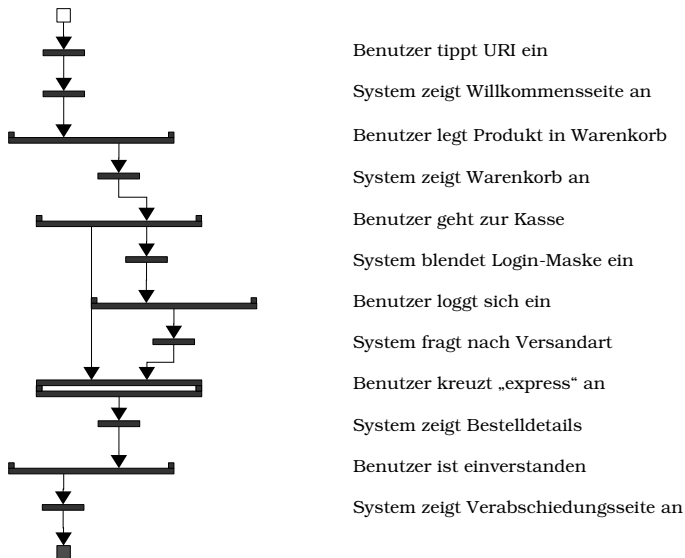 Benutzer tippt URI ein
System zeigt Willkommensseite an
Benutzer legt Produkt in Warenkorb
System zeigt Warenkorb an
Benutzer geht zur Kasse
System blendet Login-Maske ein
Benutzer loggt sich ein
System fragt nach Versandart
Benutzer kreuzt „express“ an
System zeigt Bestelldetails
Benutzer ist einverstanden
System zeigt Verabschiedungsseite an